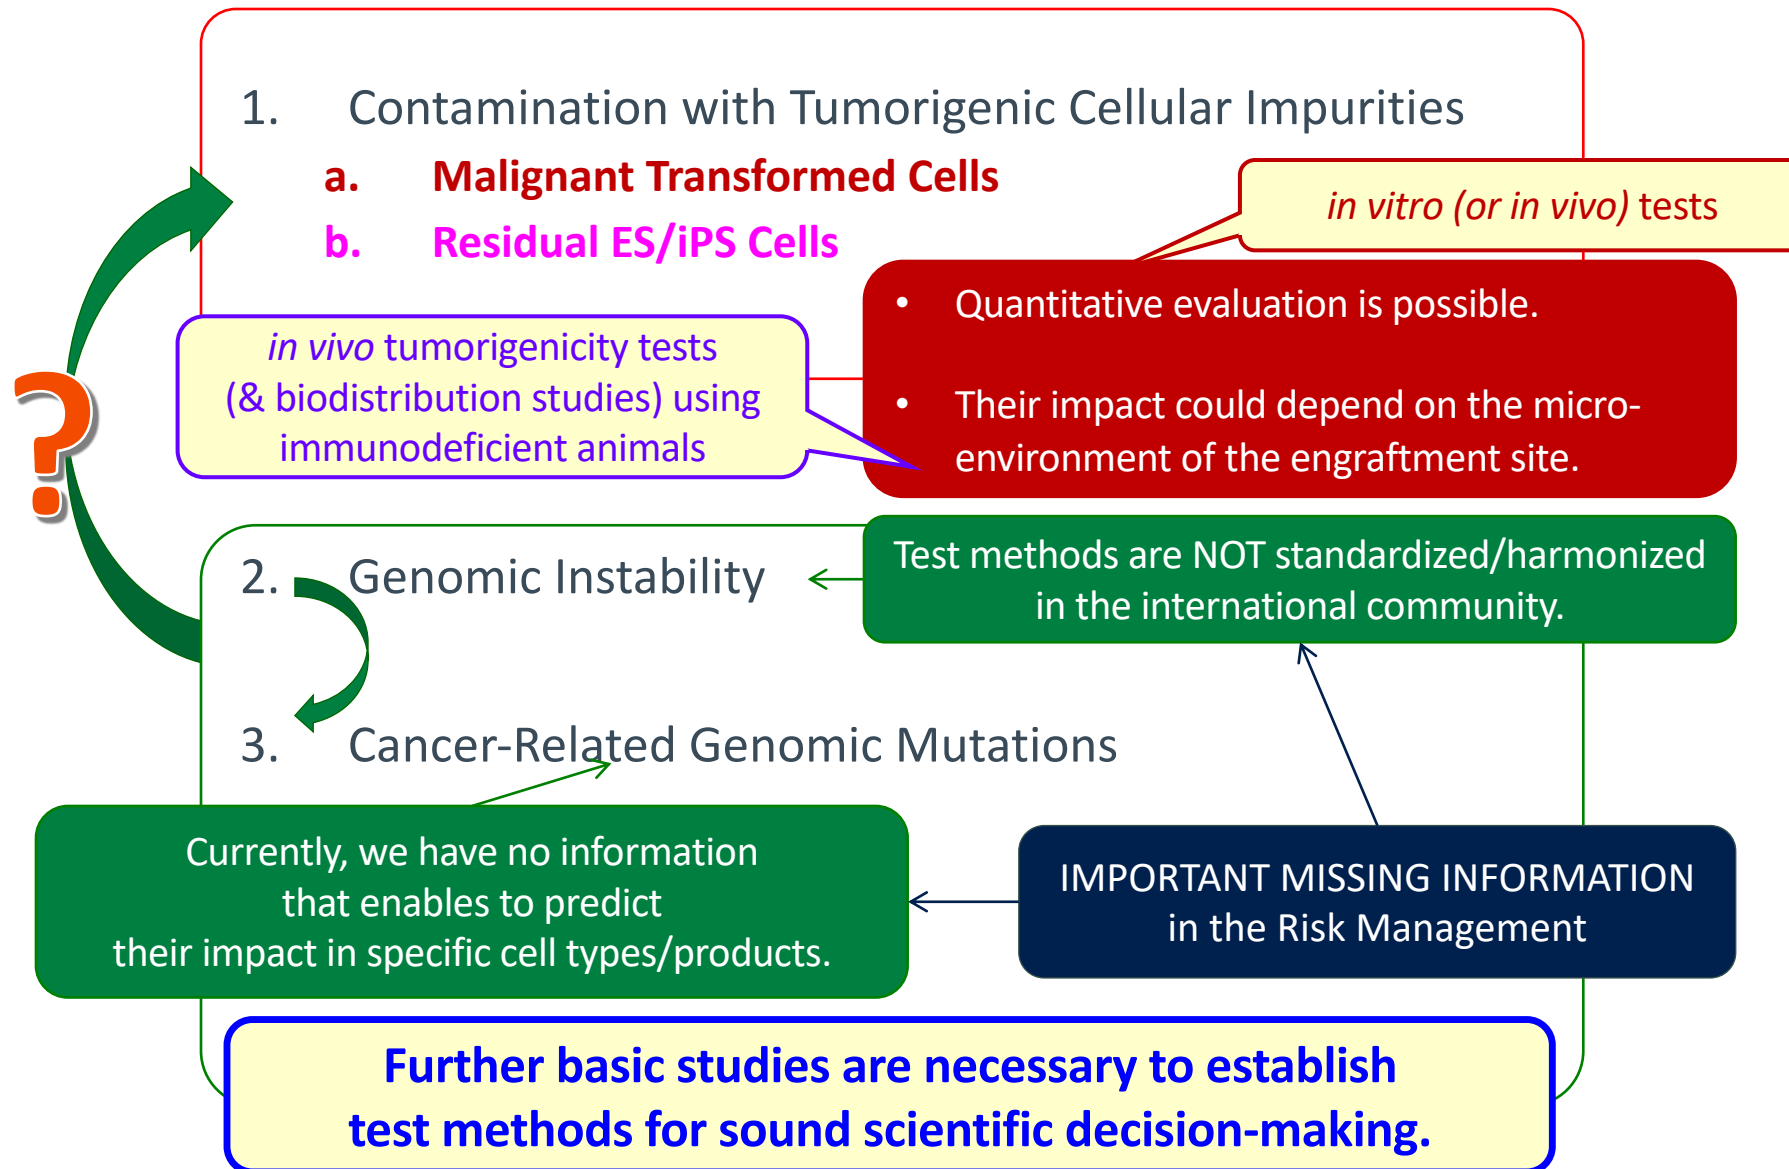 1. Contamination with Tumorigenic Cellular Impurities
a. Malignant Transformed Cells
b. Residual ES/iPS Cells
in vitro (or in vivo) tests
• Quantitative evaluation is possible.
• Their impact could depend on the micro-
environment of the engraftment site.
in vivo tumorigenicity tests
(& biodistribution studies) using
immunodeficient animals
?
2. Genomic Instability
Test methods are NOT standardized/harmonized
in the international community.
3. Cancer-Related Genomic Mutations
Currently, we have no information
that enables to predict
their impact in specific cell types/products.
IMPORTANT MISSING INFORMATION
in the Risk Management
Further basic studies are necessary to establish
test methods for sound scientific decision-making.